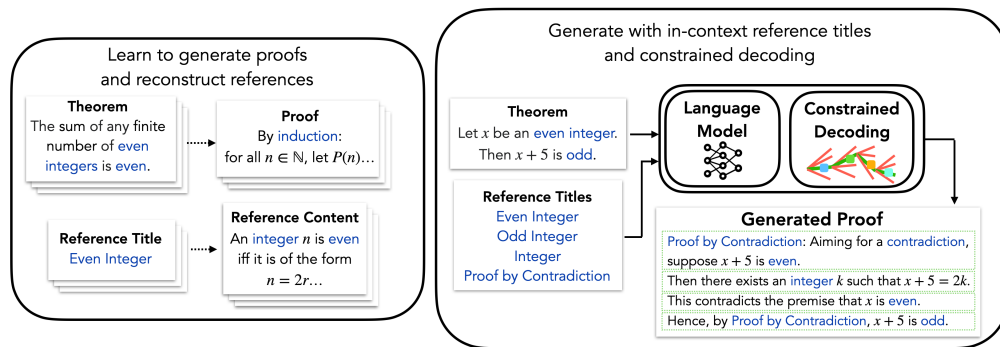 Learn to generate proofs
and reconstruct references
Theorem
The sum of any finite
number of even
integers is even.
Proof
By induction:
for all n ∈ ℕ, let P(n)…
Reference Title
Even Integer
Reference Content
An integer n is even
iff it is of the form
n = 2r…
Generate with in-context reference titles
and constrained decoding
Theorem
Let x be an even integer.
Then x + 5 is odd.
Reference Titles
Even Integer
Odd Integer
Integer
Proof by Contradiction
Language
Model
Constrained
Decoding
Generated Proof
Proof by Contradiction: Aiming for a contradiction,
suppose x + 5 is even.
Then there exists an integer k such that x + 5 = 2k.
This contradicts the premise that x is even.
Hence, by Proof by Contradiction, x + 5 is odd.